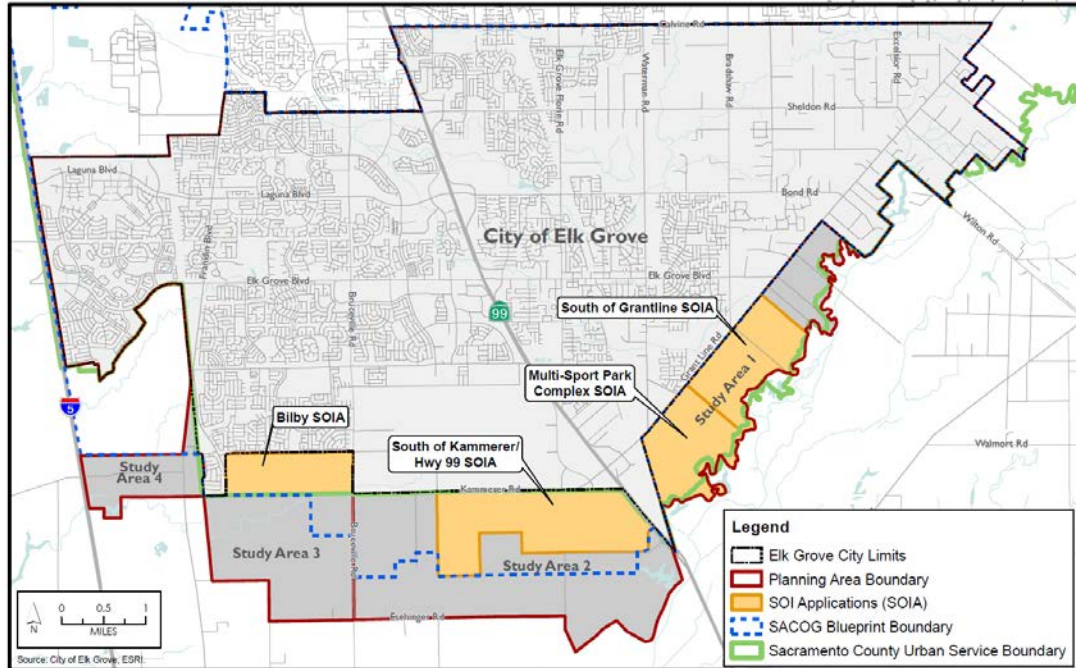 Calvine Rd
Elk Grove Florin Rd
Waterman Rd
Bradshaw Rd
Excelsior Rd
Sheldon Rd
Laguna Blvd
Laguna Blvd
Bond Rd
Franklin Blvd
City of Elk Grove
Wilton Rd
Elk Grove Blvd
Elk Grove Blvd
Bruceville Rd
99
South of Grantline SOIA
Grant Line Rd
Study Area 1
Multi-Sport Park
Complex SOIA
5
Bilby SOIA
South of Kammerer/
Hwy 99 SOIA
Walmort Rd
Study
Area 4
Kammerer Rd
Bruceville Rd
Study Area 3
Study Area 2
Eschinger Rd
Legend
Elk Grove City Limits
Planning Area Boundary
SOI Applications (SOIA)
SACOG Blueprint Boundary
Sacramento County Urban Service Boundary
N
0 0.5 1
MILES
Source: City of Elk Grove; ESRI.